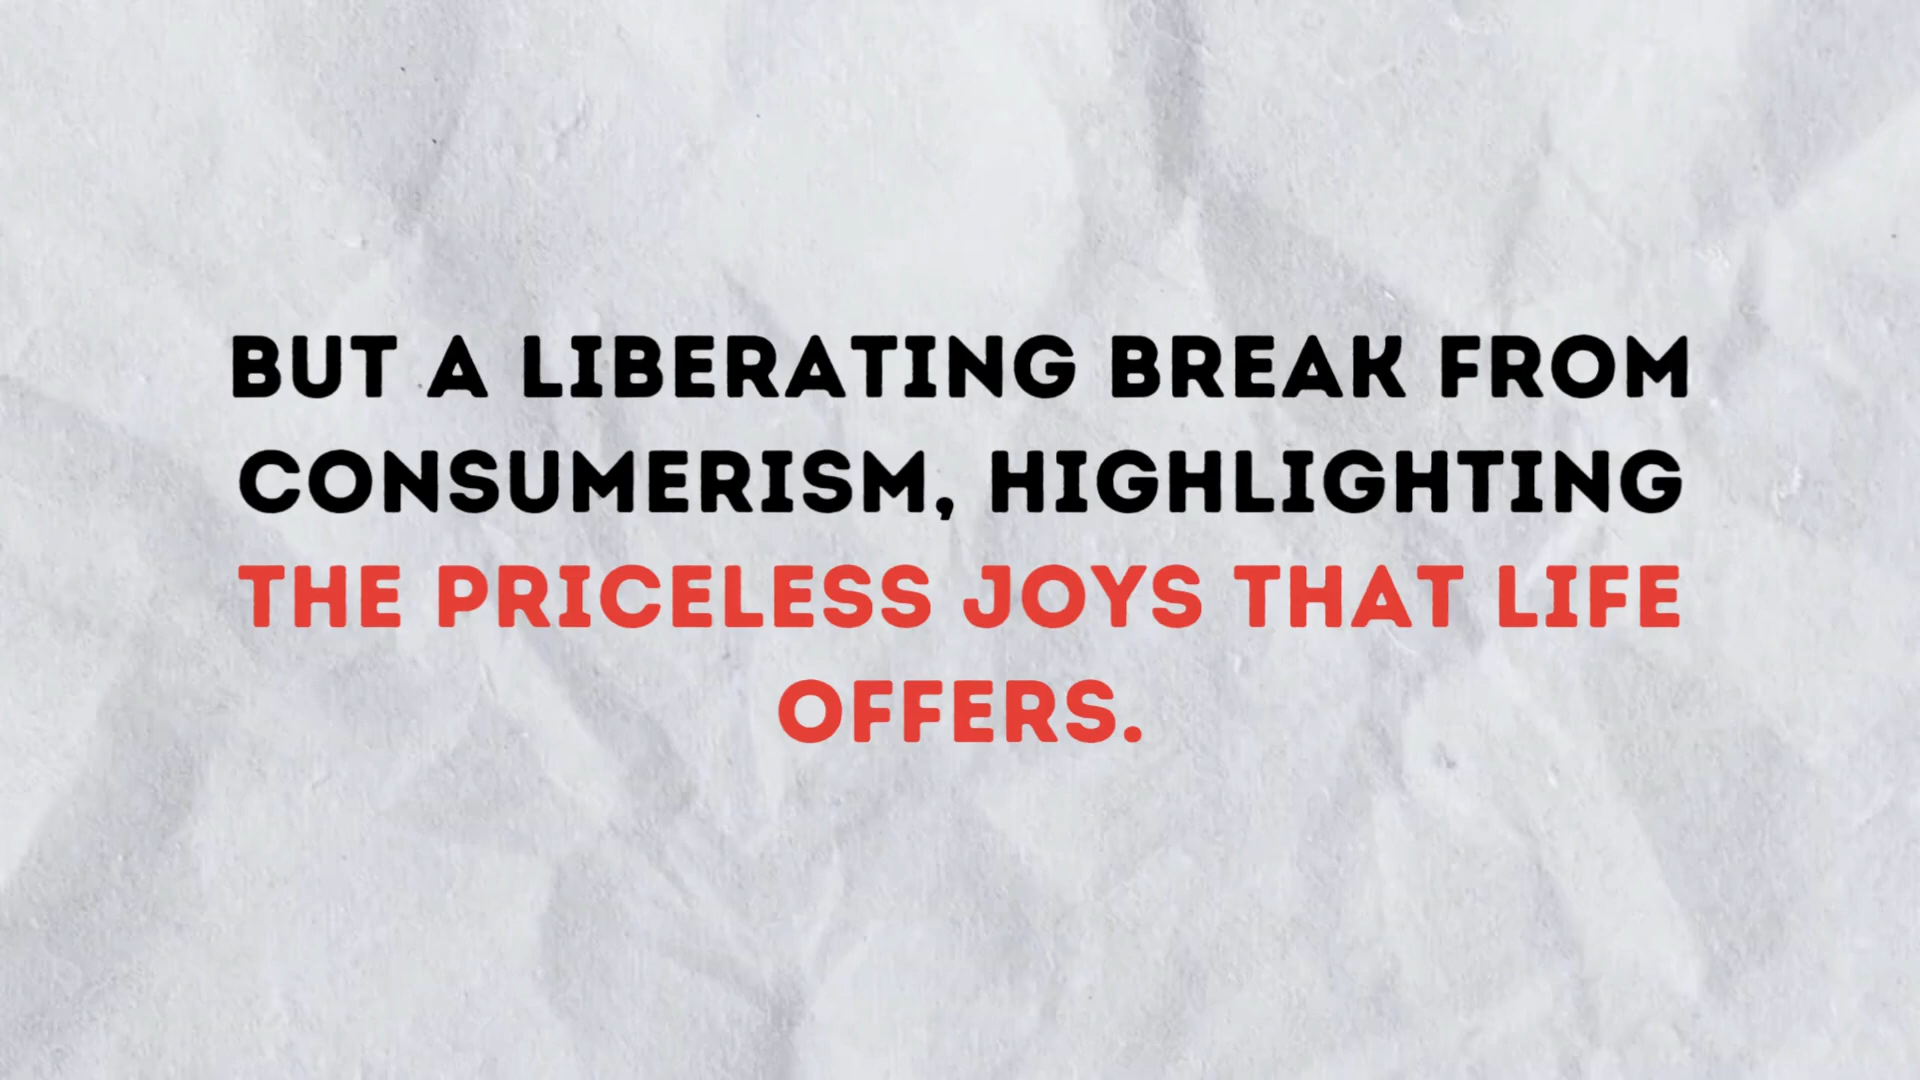 BUT A LIBERATING BREAK FROM
CONSUMERISM, HIGHLIGHTING
THE PRICELESS JOYS THAT LIFE
OFFERS.